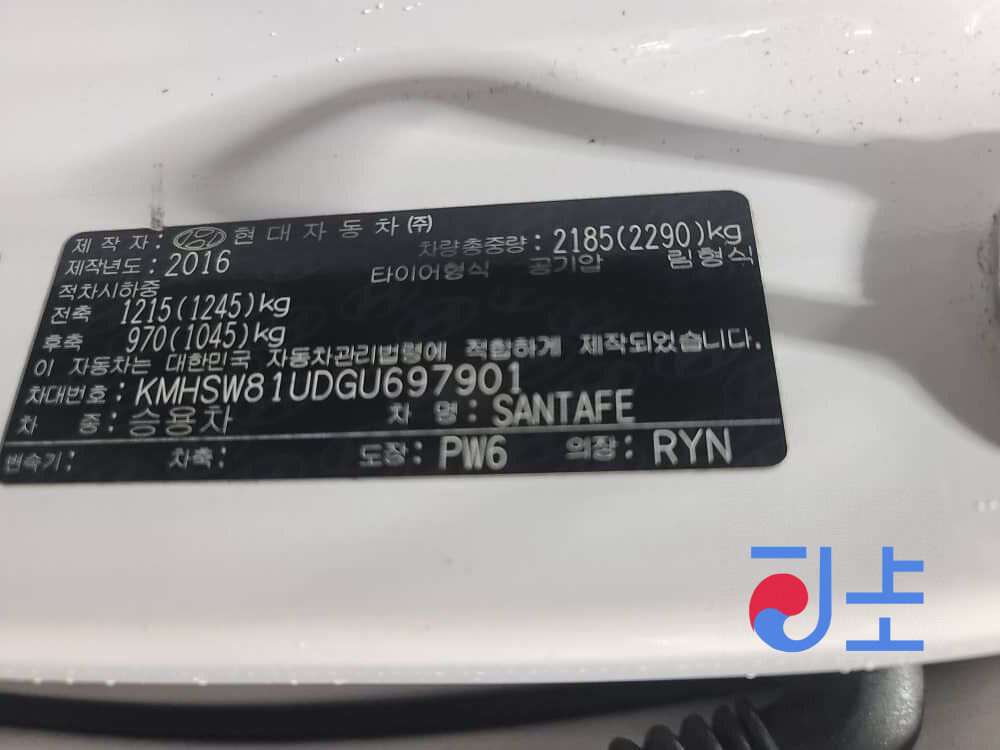 제 작 자: 현 대 자 동 차 ㈜
제작년도: 2016 차량총중량: 2185(2290)kg
타이어형식 공기압 림형식
적차시하중
전축 1215(1245)kg
후축 970(1045)kg
이 자동차는 대한민국 자동차관리법령에 적합하게 제작되었습니다.
차대번호: KMHSW81UDGU697901
차 종: 승용차 차 명: SANTAFE
변속기: 차축: 도장: PW6 의장: RYN